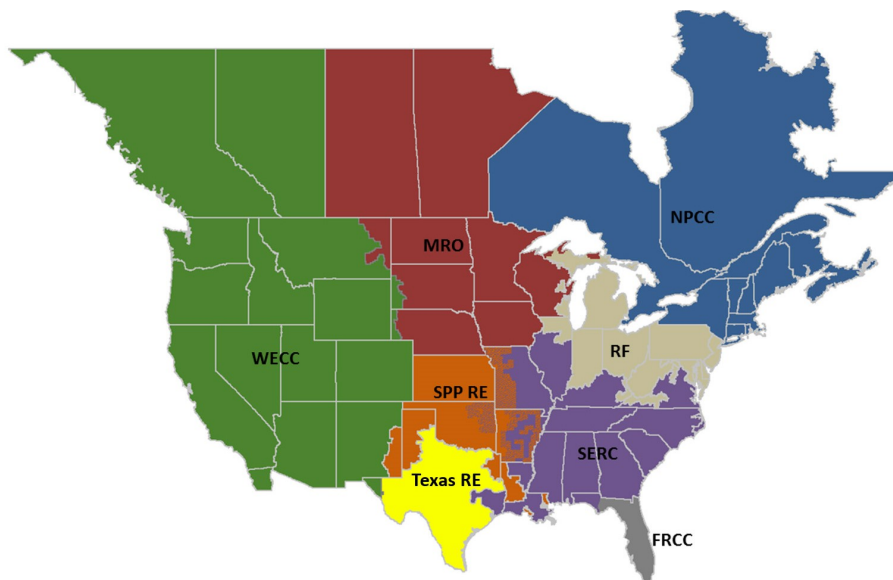 NPCC
MRO
WECC
RF
SPP RE
SERC
Texas RE
FRCC